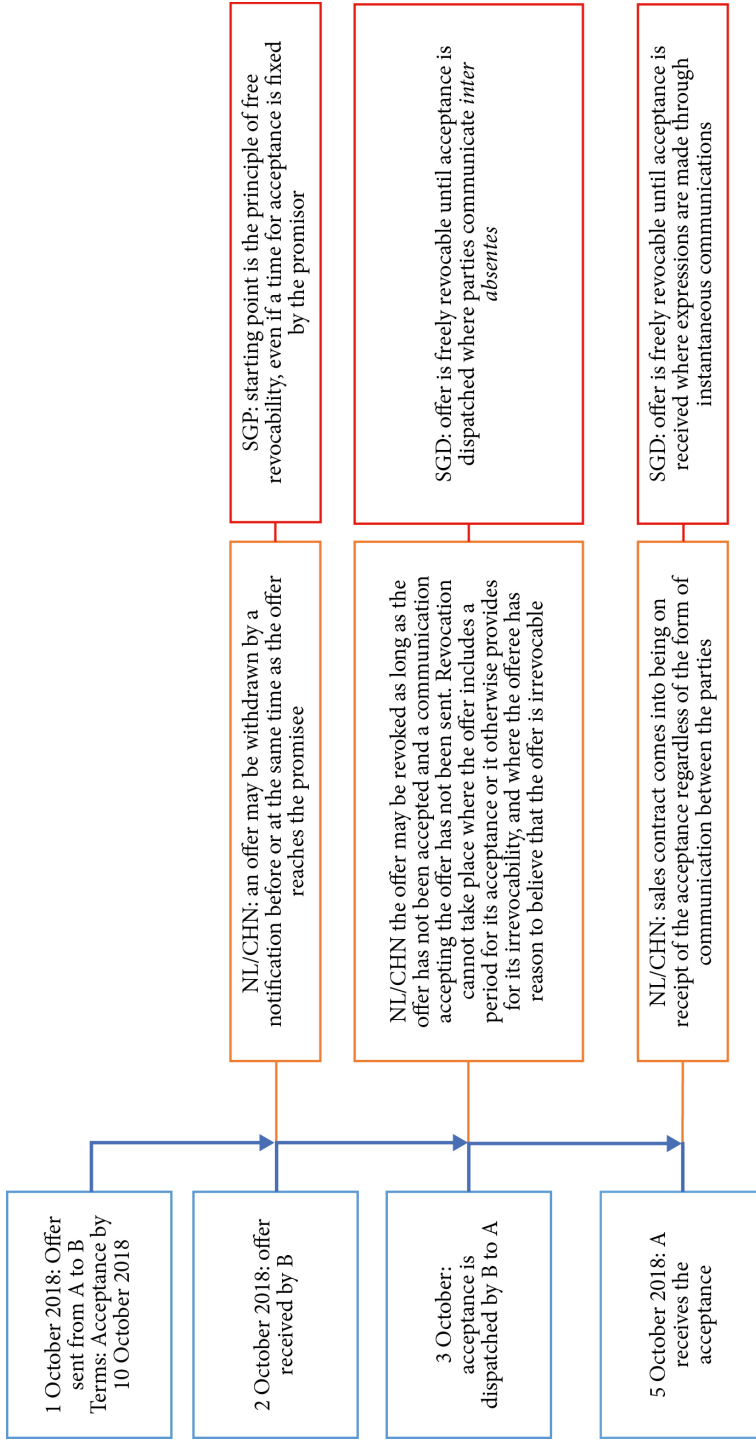 1 October 2018: Offer
sent from A to B
Terms: Acceptance by
10 October 2018
2 October 2018: offer
received by B
NL/CHN: an offer may be withdrawn by a
notification before or at the same time as the offer
reaches the promisee
SGP: starting point is the principle of free
revocability, even if a time for acceptance is fixed
by the promisor
3 October:
acceptance is
dispatched by B to A
NL/CHN the offer may be revoked as long as the
offer has not been accepted and a communication
accepting the offer has not been sent. Revocation
cannot take place where the offer includes a
period for its acceptance or it otherwise provides
for its irrevocability, and where the offeree has
reason to believe that the offer is irrevocable
SGD: offer is freely revocable until acceptance is
dispatched where parties communicate inter
absentes
5 October 2018: A
receives the
acceptance
NL/CHN: sales contract comes into being on
receipt of the acceptance regardless of the form of
communication between the parties
SGD: offer is freely revocable until acceptance is
received where expressions are made through
instantaneous communications